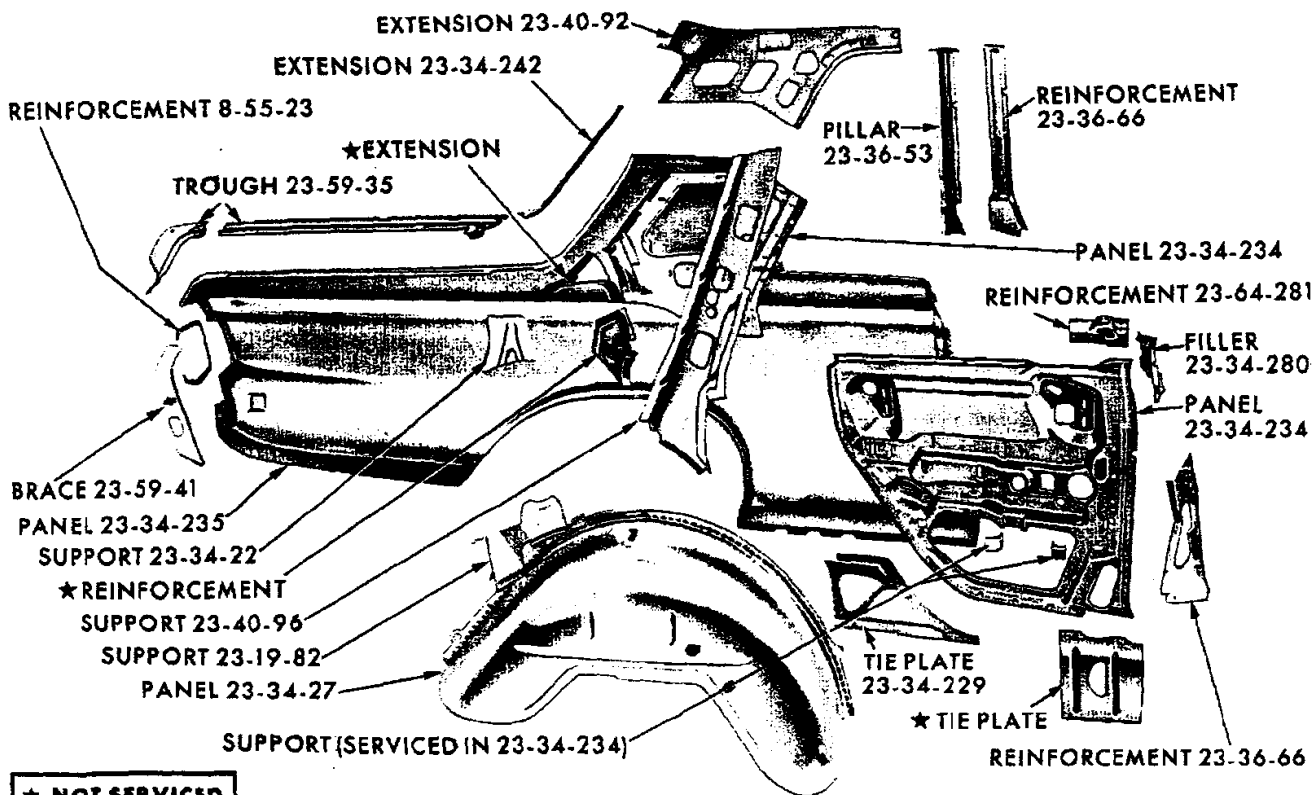 EXTENSION 23-40-92
EXTENSION 23-34-242
REINFORCEMENT 8-55-23
★EXTENSION
TROUGH 23-59-35
PILLAR
23-36-53
REINFORCEMENT
23-36-66
PANEL 23-34-234
REINFORCEMENT 23-64-281
FILLER
23-34-280
PANEL
23-34-234
BRACE 23-59-41
PANEL 23-34-235
SUPPORT 23-34-22
★REINFORCEMENT
SUPPORT 23-40-96
SUPPORT 23-19-82
PANEL 23-34-27
SUPPORT (SERVICED IN 23-34-234)
TIE PLATE
23-34-229
★ TIE PLATE
REINFORCEMENT 23-36-66
★ NOT SERVICED